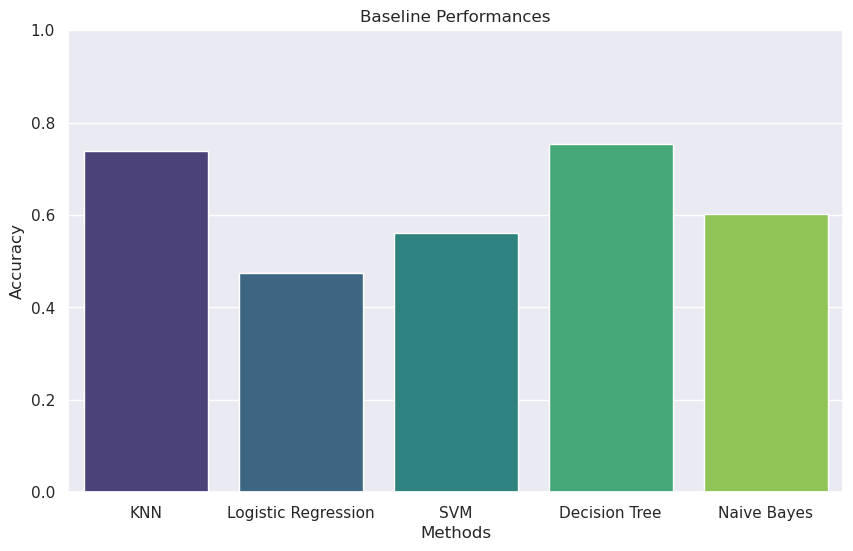 Baseline Performances
1.0
0.8
0.6
0.4
0.2
0.0
Accuracy
KNN Logistic Regression SVM Decision Tree Naive Bayes
Methods